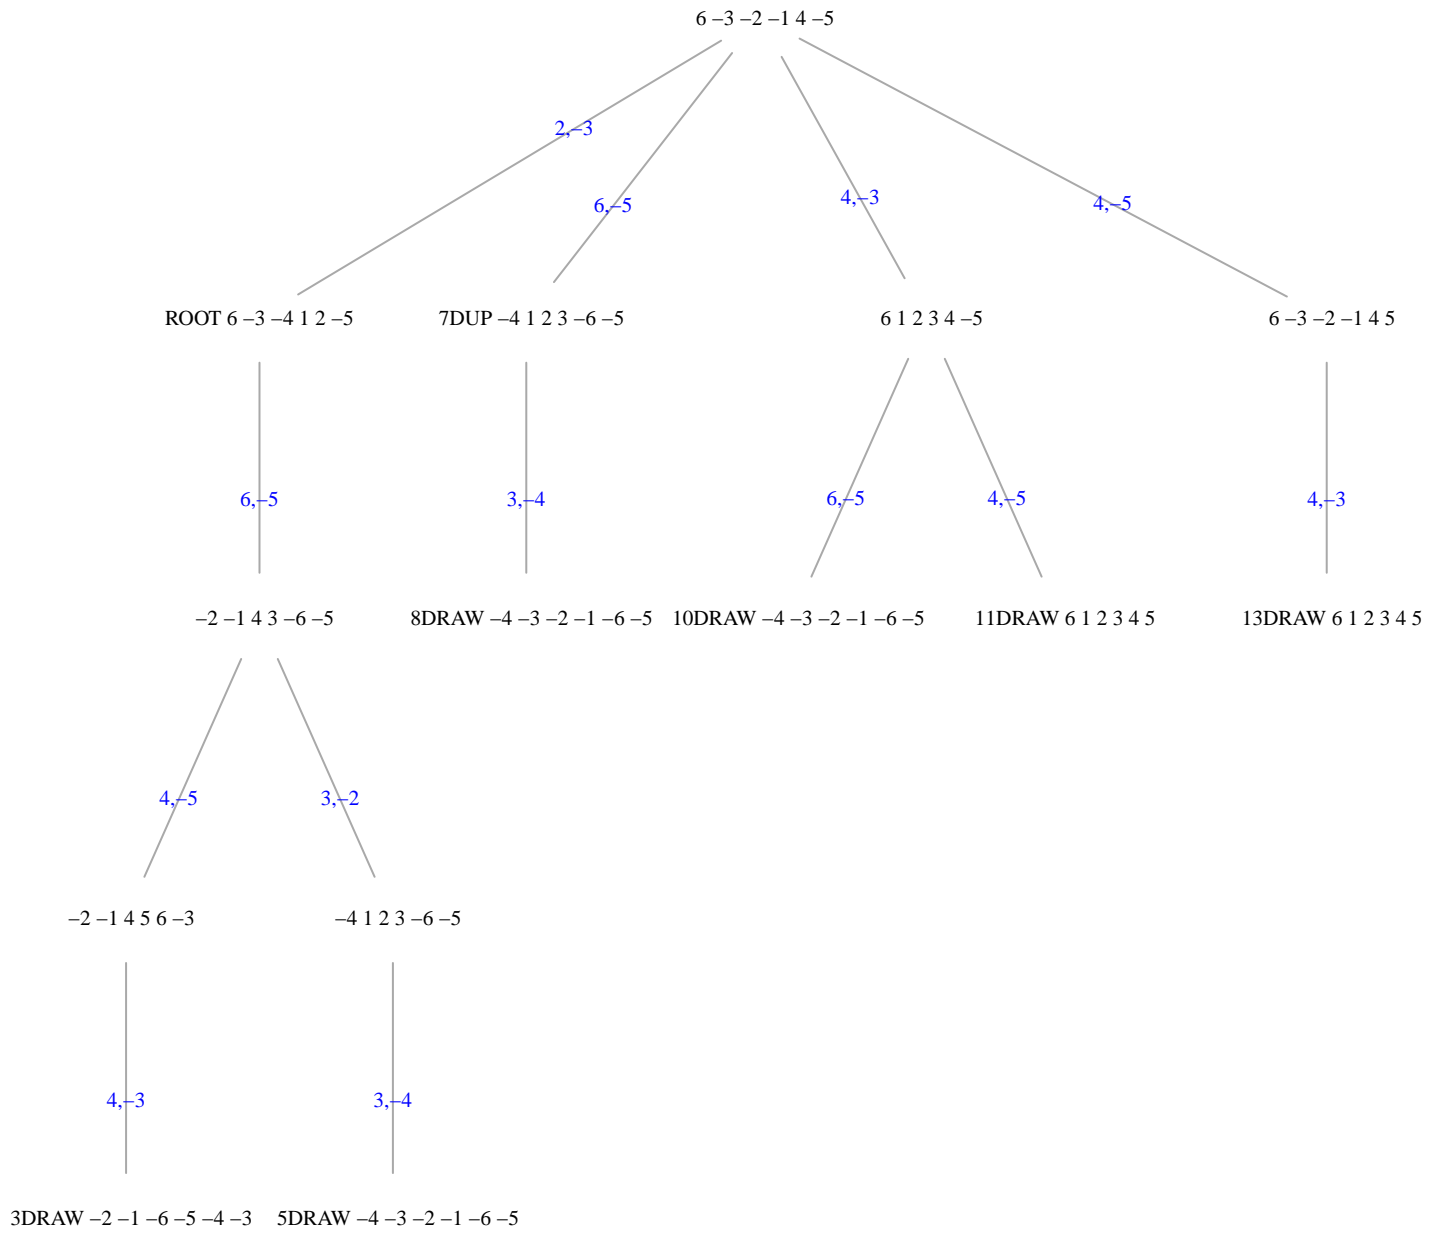 6 –3 –2 –1 4 –5
2,–3
6,–5
4,–3
4,–5
ROOT 6 –3 –4 1 2 –5
7DUP –4 1 2 3 –6 –5
6 1 2 3 4 –5
6 –3 –2 –1 4 5
6,–5
3,–4
6,–5
4,–5
4,–3
–2 –1 4 3 –6 –5
8DRAW –4 –3 –2 –1 –6 –5
10DRAW –4 –3 –2 –1 –6 –5
11DRAW 6 1 2 3 4 5
13DRAW 6 1 2 3 4 5
4,–5
3,–2
–2 –1 4 5 6 –3
–4 1 2 3 –6 –5
4,–3
3,–4
3DRAW –2 –1 –6 –5 –4 –3
5DRAW –4 –3 –2 –1 –6 –5